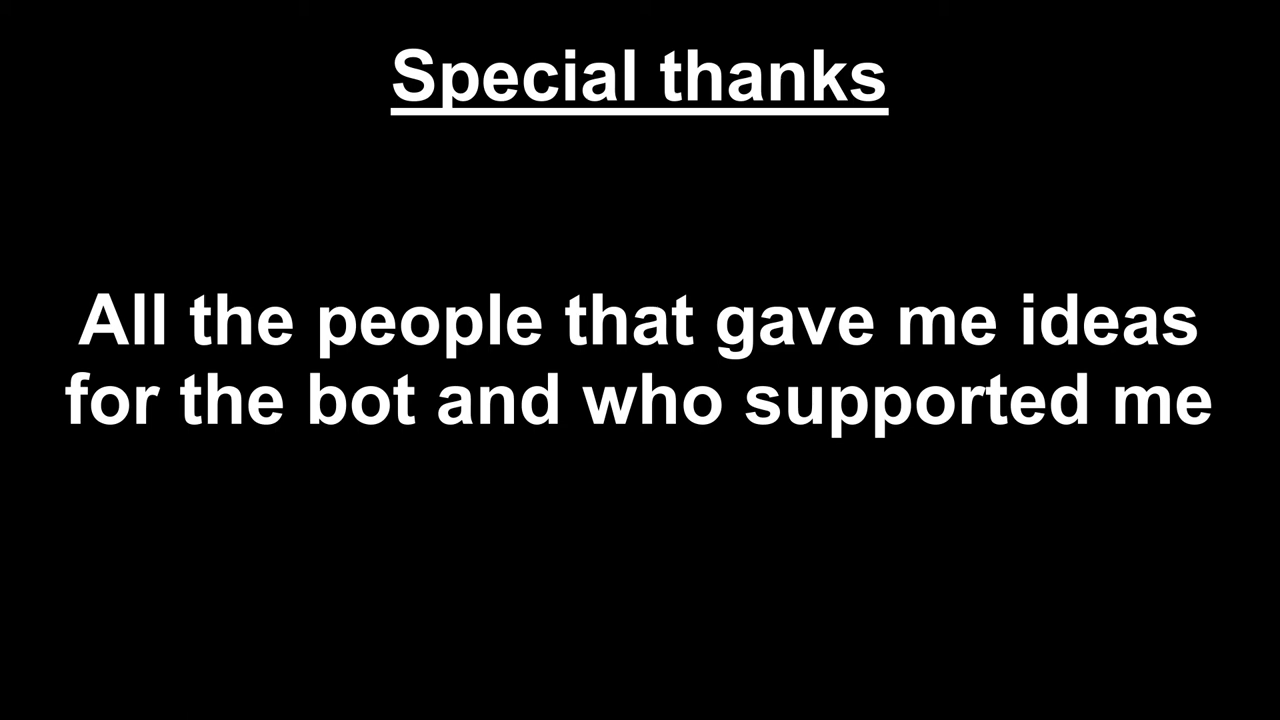 Special thanks
All the people that gave me ideas
for the bot and who supported me